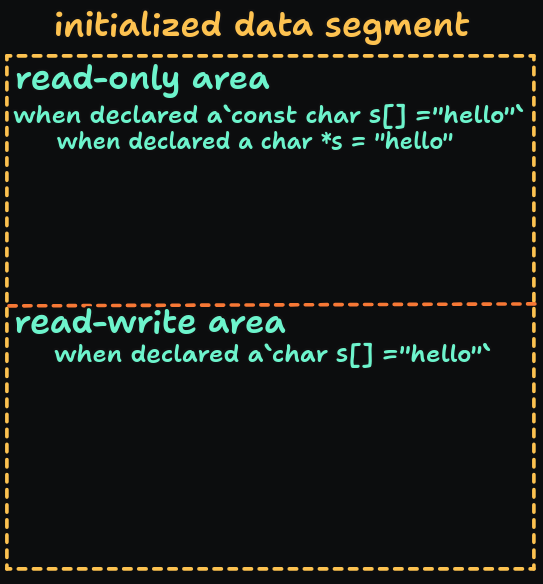 initialized data segment
read-only area
when declared a`const char s[] ="hello"`
when declared a char *s = "hello"
read-write area
when declared a`char s[] ="hello"`